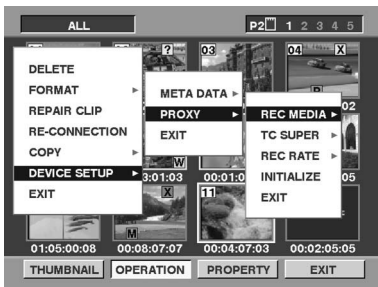 ALL
P2 1 2 3 4 5
? 03 04 X
DELETE
FORMAT
REPAIR CLIP
RE-CONNECTION
COPY
DEVICE SETUP
EXIT
META DATA
PROXY
EXIT
REC MEDIA
TC SUPER
REC RATE
INITIALIZE
EXIT
02
W
3:01:03 00:01:0 05
X 11
M
01:05:00:08 00:08:07:07 00:04:07:03 00:02:05:05
THUMBNAIL OPERATION PROPERTY EXIT